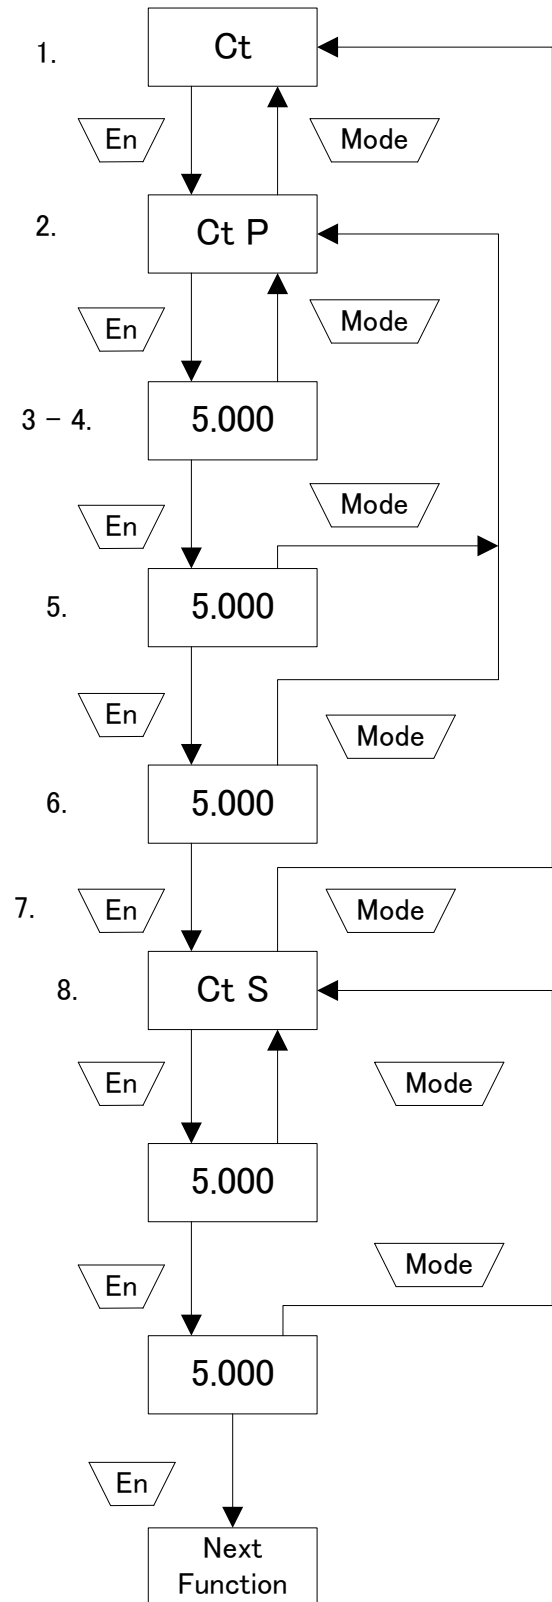 1.
Ct
En
Mode
2.
Ct P
En
Mode
3 – 4.
5.000
En
Mode
5.
5.000
En
Mode
6.
5.000
7.
En
Mode
8.
Ct S
En
Mode
5.000
En
Mode
5.000
En
Next
Function